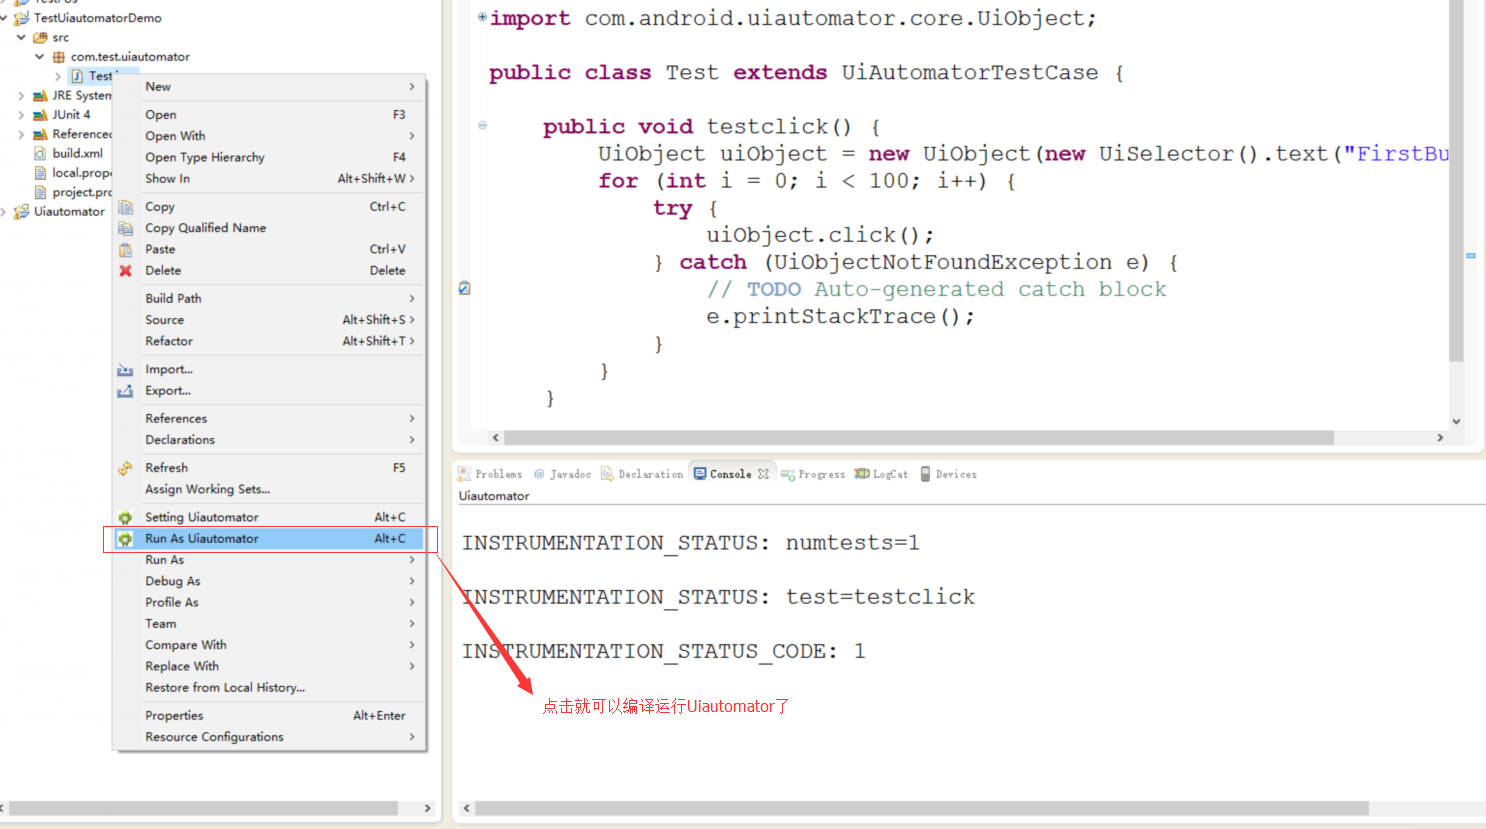 TestUiautomatorDemo
src
com.test.uiautomator
Test
JRE System
JUnit 4
Referenced
build.xml
local.prope
project.pro
Uiautomator
New
Open F3
Open With
Open Type Hierarchy F4
Show In Alt+Shift+W
Copy Ctrl+C
Copy Qualified Name
Paste Ctrl+V
Delete Delete
Build Path
Source Alt+Shift+S
Refactor Alt+Shift+T
Import...
Export...
References
Declarations
Refresh F5
Assign Working Sets...
Setting Uiautomator Alt+C
Run As Uiautomator Alt+C
Run As
Debug As
Profile As
Team
Compare With
Replace With
Restore from Local History...
Properties Alt+Enter
Resource Configurations
import com.android.uiautomator.core.UiObject;
public class Test extends UiAutomatorTestCase {
public void testclick() {
UiObject uiObject = new UiObject(new UiSelector().text("FirstBu
for (int i = 0; i < 100; i++) {
try {
uiObject.click();
} catch (UiObjectNotFoundException e) {
// TODO Auto-generated catch block
e.printStackTrace();
}
}
}
Problems @ Javadoc Declaration Console Progress LogCat Devices
Uiautomator
INSTRUMENTATION_STATUS: numtests=1
INSTRUMENTATION_STATUS: test=testclick
INSTRUMENTATION_STATUS_CODE: 1
点击就可以编译运行Uiautomator了